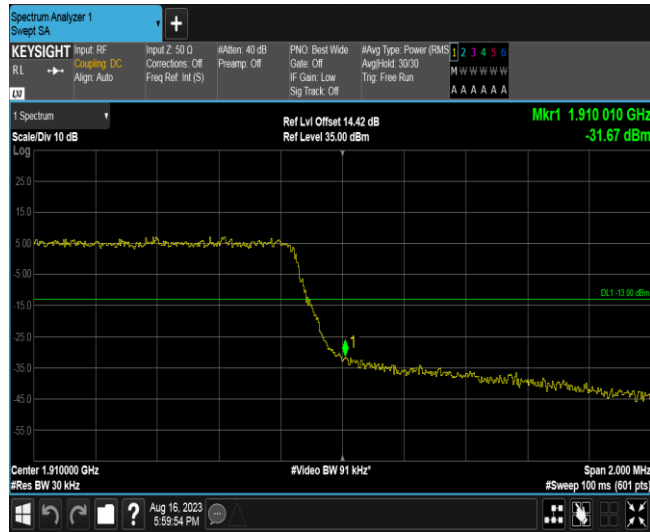 Spectrum Analyzer 1
Swept SA
+
KEYSIGHT Input: RF Input Z: 50 Ω #Atten: 40 dB PNO: Best Wide #Avg Type: Power (RMS 1 2 3 4 5 6
RL Coupling: DC Corrections: Off Preamp: Off Gate: Off Avg|Hold: 30/30 M W W W W W
Align: Auto Freq Ref: Int (S) IF Gain: Low Trig: Free Run
LXI Sig Track: Off A A A A A A
1 Spectrum Ref Lvl Offset 14.42 dB Mkr1 1.910 010 GHz
Scale/Div 10 dB Ref Level 35.00 dBm -31.67 dBm
Log
25.0
15.0
5.00
-5.00
DL1 -13.00 dBm
-15.0
-25.0
1
-35.0
-45.0
-55.0
Center 1.910000 GHz #Video BW 91 kHz* Span 2.000 MHz
#Res BW 30 kHz #Sweep 100 ms (601 pts)
? Aug 16, 2023
5:59:54 PM